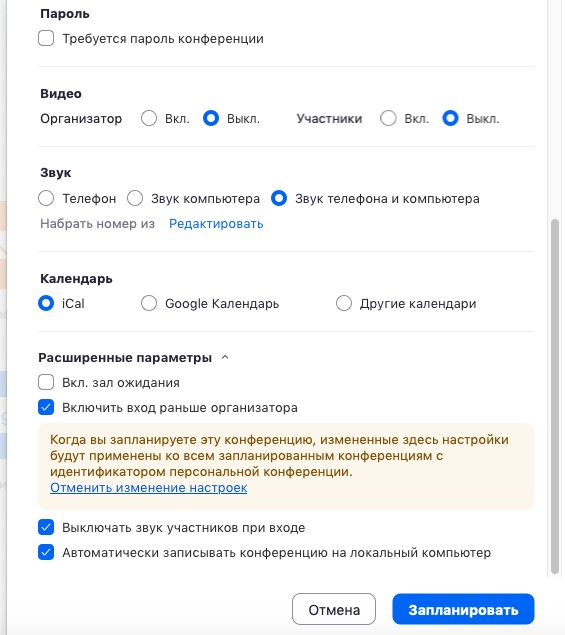 Пароль
Требуется пароль конференции
Видео
Организатор Вкл. Выкл. Участники Вкл. Выкл.
Звук
Телефон Звук компьютера Звук телефона и компьютера
Набрать номер из Редактировать
Календарь
iCal Google Календарь Другие календари
Расширенные параметры
Вкл. зал ожидания
Включить вход раньше организатора
Когда вы запланируете эту конференцию, измененные здесь настройки
будут применены ко всем запланированным конференциям с
идентификатором персональной конференции.
Отменить изменение настроек
Выключать звук участников при входе
Автоматически записывать конференцию на локальный компьютер
Отмена Запланировать